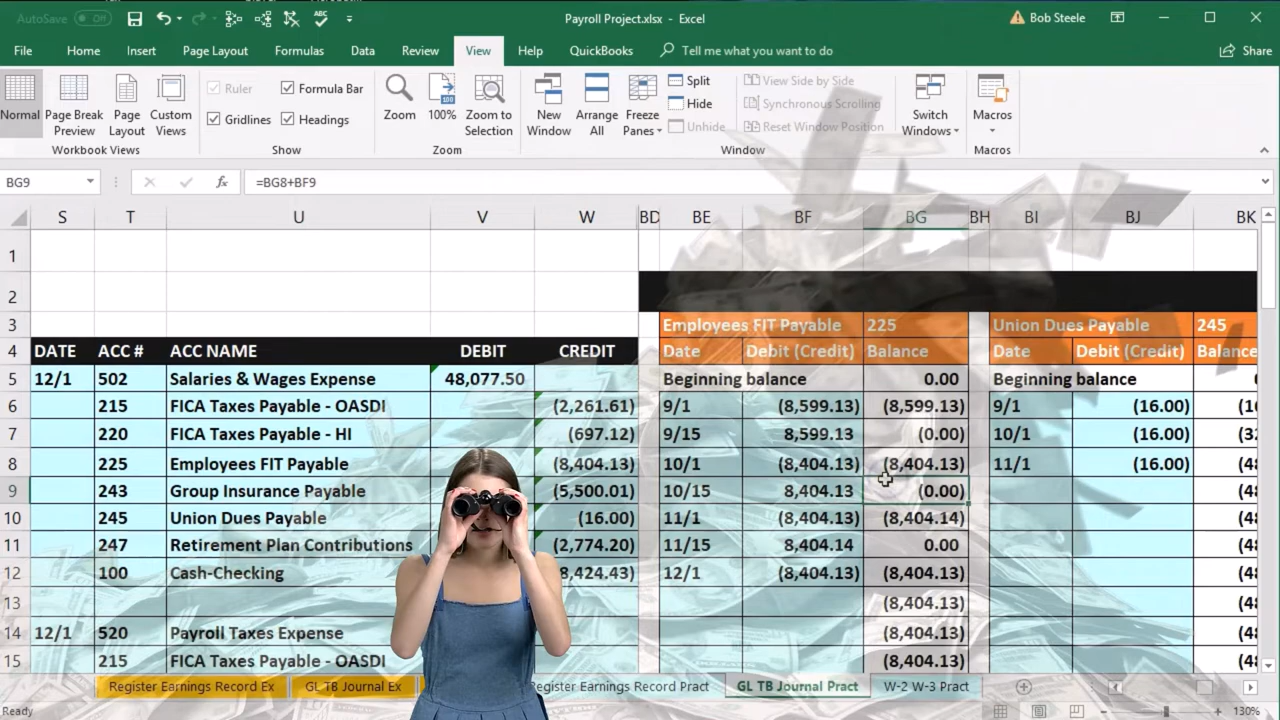 AutoSave Off Payroll Project.xlsx - Excel Bob Steele
File Home Insert Page Layout Formulas Data Review View Help QuickBooks Tell me what you want to do Share
Normal Page Break Preview Page Layout Custom Views
Ruler Formula Bar
Gridlines Headings
Zoom 100% Zoom to Selection
New Window Arrange All Freeze Panes
Split Hide Unhide
View Side by Side
Synchronous Scrolling
Reset Window Position
Switch Windows Macros
Workbook Views Show Zoom Window Macros
BG9 fx =BG8+BF9
S T U V W BD BE BF BG BH BI BJ BK
1
2
3 Employees FIT Payable 225 Union Dues Payable 245
4 DATE ACC # ACC NAME DEBIT CREDIT Date Debit (Credit) Balance Date Debit (Credit) Balance
5 12/1 502 Salaries & Wages Expense 48,077.50 Beginning balance 0.00 Beginning balance
6 215 FICA Taxes Payable - OASDI (2,261.61) 9/1 (8,599.13) (8,599.13) 9/1 (16.00) (16
7 220 FICA Taxes Payable - HI (697.12) 9/15 8,599.13 (0.00) 10/1 (16.00) (32
8 225 Employees FIT Payable (8,404.13) 10/1 (8,404.13) (8,404.13) 11/1 (16.00) (48
9 243 Group Insurance Payable (5,500.01) 10/15 8,404.13 (0.00) (48
10 245 Union Dues Payable (16.00) 11/1 (8,404.13) (8,404.14) (48
11 247 Retirement Plan Contributions (2,774.20) 11/15 8,404.14 0.00 (48
12 100 Cash-Checking 8,424.43) 12/1 (8,404.13) (8,404.13) (48
13 (8,404.13) (48
14 12/1 520 Payroll Taxes Expense (8,404.13) (48
15 215 FICA Taxes Payable - OASDI (8,404.13) (48
Register Earnings Record Ex GL TB Journal Ex Register Earnings Record Pract GL TB Journal Pract W-2 W-3 Pract
Ready 130%